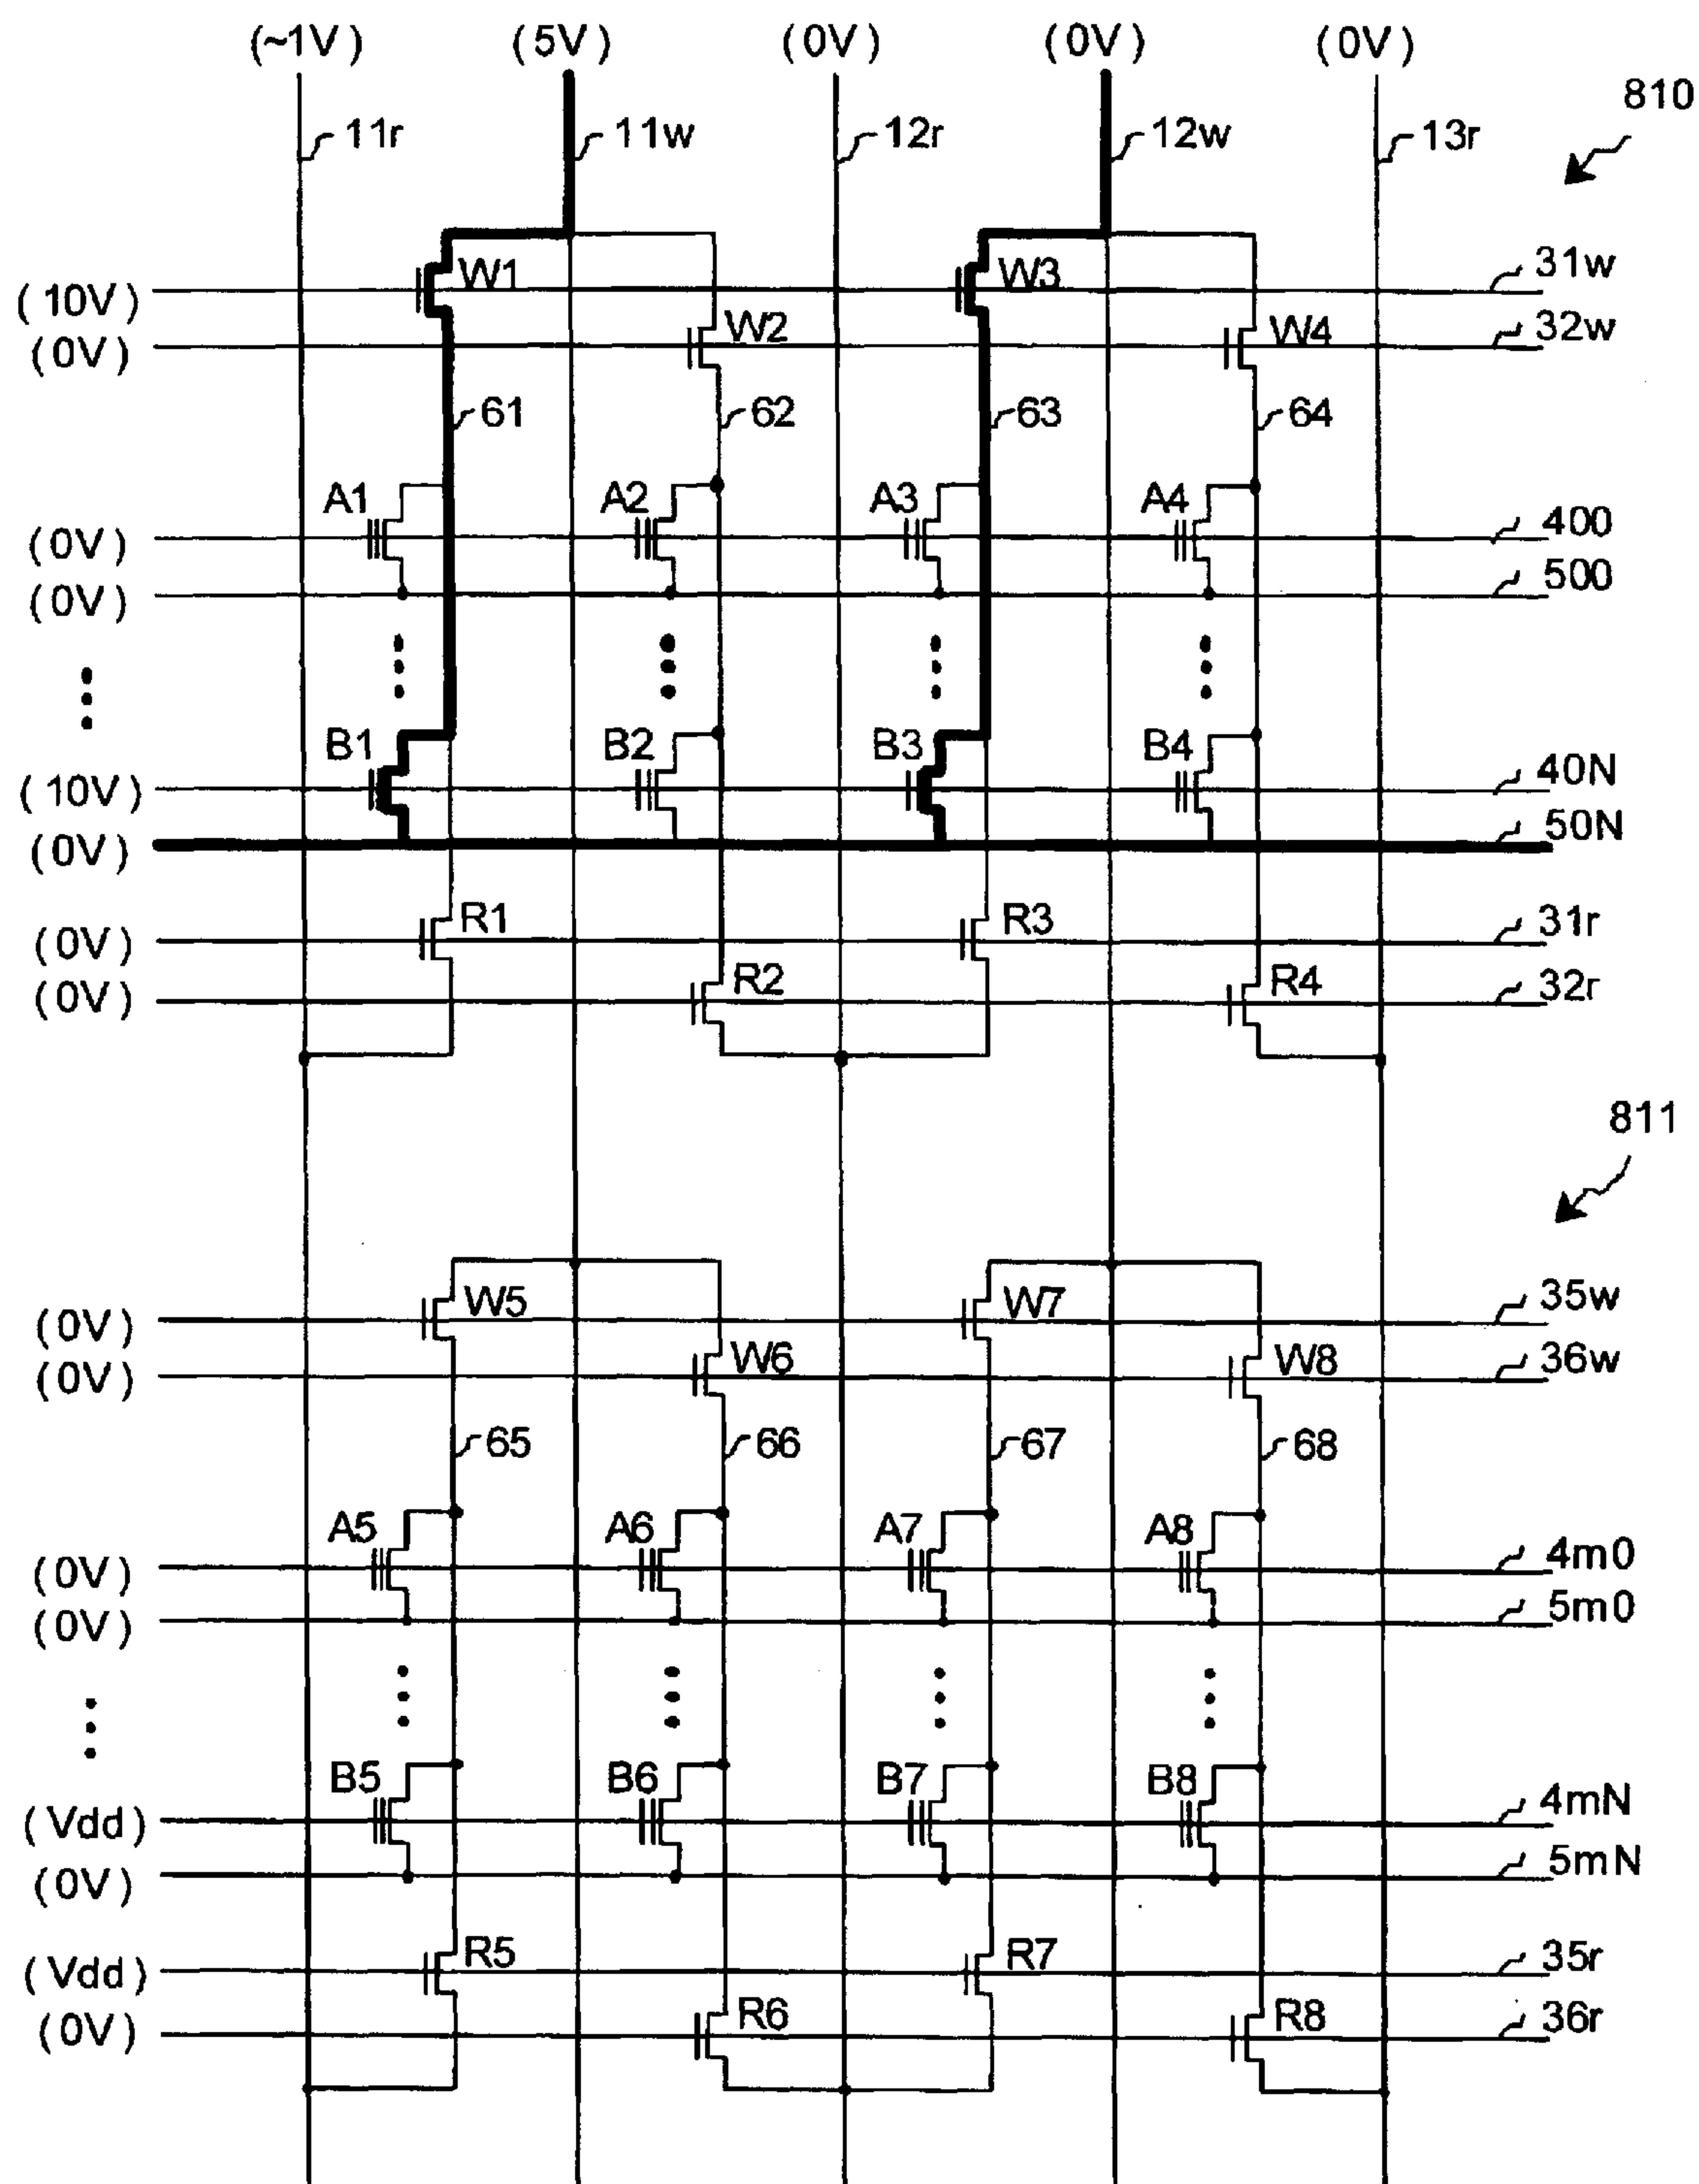 (~1V) (5V) (0V) (0V) (0V)
810
11r 11w 12r 12w 13r
W1 W3 31w
(10V)
W2 W4 32w
(0V)
61 62 63 64
A1 A2 A3 A4 400
(0V)
500
(0V)
B1 B2 B3 B4 40N
(10V)
50N
(0V)
R1 R3 31r
(0V)
R2 R4 32r
(0V)
811
W5 W7 35w
(0V)
W6 W8 36w
(0V)
65 66 67 68
A5 A6 A7 A8 4m0
(0V)
5m0
(0V)
B5 B6 B7 B8 4mN
(Vdd)
5mN
(0V)
R5 R7 35r
(Vdd)
R6 R8 36r
(0V)